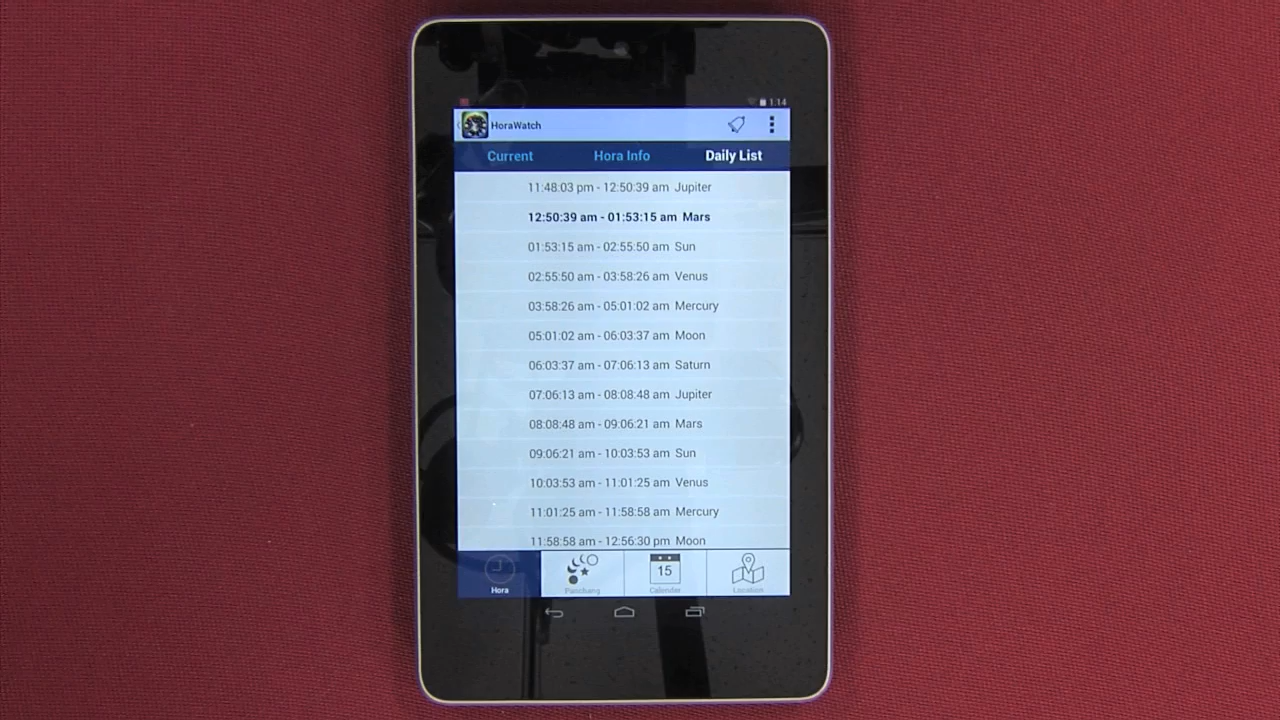 1:14
HoraWatch
Current Hora Info Daily List
11:48:03 pm - 12:50:39 am Jupiter
12:50:39 am - 01:53:15 am Mars
01:53:15 am - 02:55:50 am Sun
02:55:50 am - 03:58:26 am Venus
03:58:26 am - 05:01:02 am Mercury
05:01:02 am - 06:03:37 am Moon
06:03:37 am - 07:06:13 am Saturn
07:06:13 am - 08:08:48 am Jupiter
08:08:48 am - 09:06:21 am Mars
09:06:21 am - 10:03:53 am Sun
10:03:53 am - 11:01:25 am Venus
11:01:25 am - 11:58:58 am Mercury
11:58:58 am - 12:56:30 pm Moon
15
Hora Panchang Calendar Location